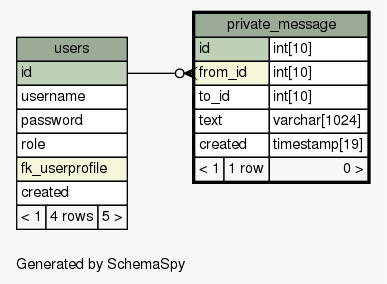 users
id
username
password
role
fk_userprofile
created
< 1 4 rows 5 >
private_message
id int[10]
from_id int[10]
to_id int[10]
text varchar[1024]
created timestamp[19]
< 1 1 row 0 >
Generated by SchemaSpy